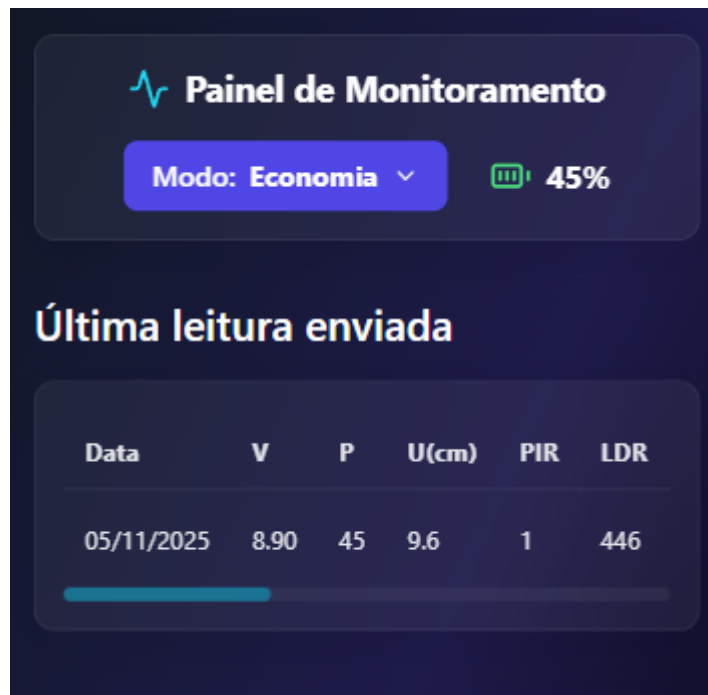 Painel de Monitoramento
Modo: Economia 45%
Última leitura enviada
Data V P U(cm) PIR LDR
05/11/2025 8.90 45 9.6 1 446